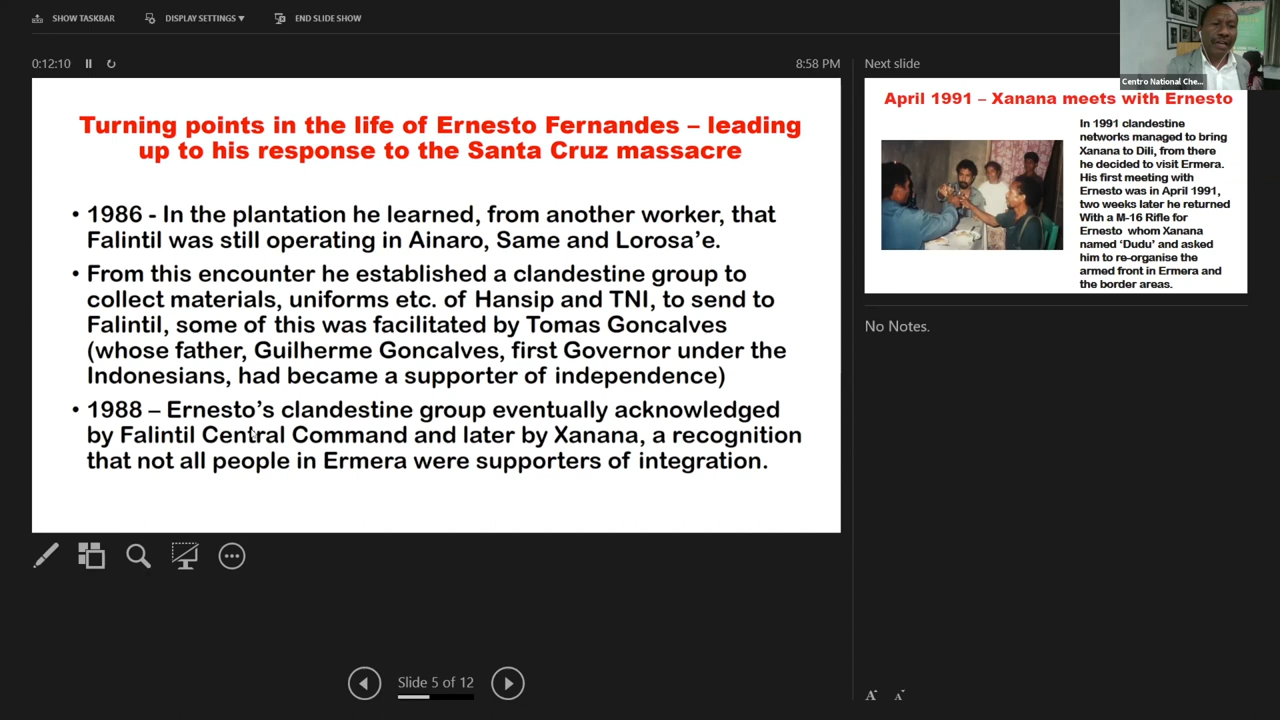 SHOW TASKBAR
DISPLAY SETTINGS ▼
END SLIDE SHOW
0:12:10
8:58 PM
Turning points in the life of Ernesto Fernandes – leading
up to his response to the Santa Cruz massacre
• 1986 - In the plantation he learned, from another worker, that
Falintil was still operating in Ainaro, Same and Lorosa’e.
• From this encounter he established a clandestine group to
collect materials, uniforms etc. of Hansip and TNI, to send to
Falintil, some of this was facilitated by Tomas Goncalves
(whose father, Guilherme Goncalves, first Governor under the
Indonesians, had became a supporter of independence)
• 1988 – Ernesto’s clandestine group eventually acknowledged
by Falintil Central Command and later by Xanana, a recognition
that not all people in Ermera were supporters of integration.
Slide 5 of 12
Centro National Che...
Next slide
April 1991 – Xanana meets with Ernesto
In 1991 clandestine
networks managed to bring
Xanana to Dili, from there
he decided to visit Ermera.
His first meeting with
Ernesto was in April 1991,
two weeks later he returned
With a M-16 Rifle for
Ernesto whom Xanana
named ‘Dudu’ and asked
him to re-organise the
armed front in Ermera and
the border areas.
No Notes.
A A